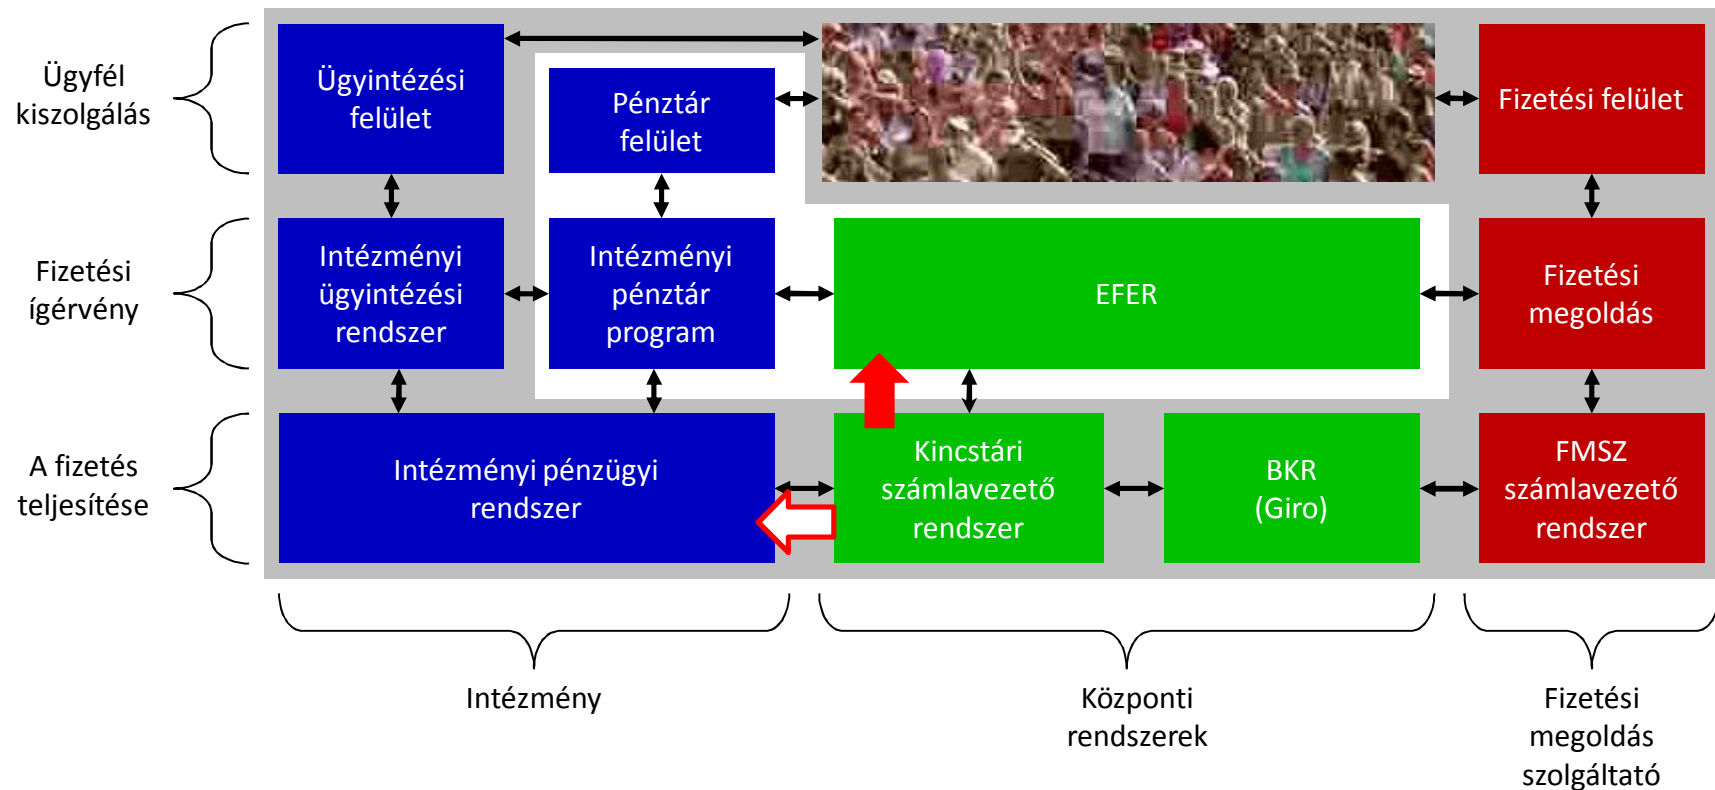 Ügyfél
kiszolgálás
Ügyintézési
felület
Pénztár
felület
Fizetési felület
Fizetési
ígérvény
Intézményi
ügyintézési
rendszer
Intézményi
pénztár
program
EFER
Fizetési
megoldás
A fizetés
teljesítése
Intézményi pénzügyi
rendszer
Kincstári
számlavezető
rendszer
BKR
(Giro)
FMSZ
számlavezető
rendszer
Intézmény
Központi
rendszerek
Fizetési
megoldás
szolgáltató